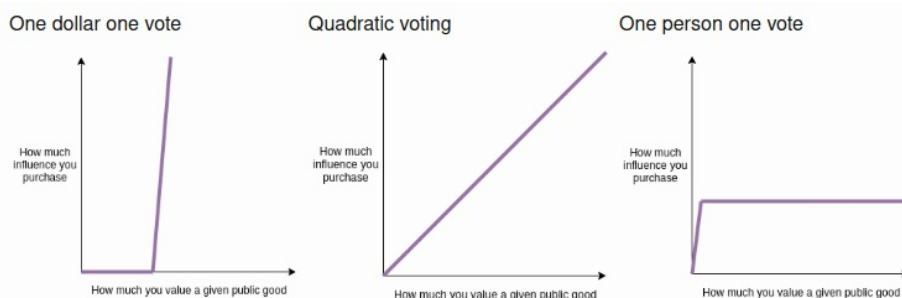 One dollar one vote
How much
influence you
purchase
How much you value a given public good
Quadratic voting
How much
influence you
purchase
How much you value a given public good
One person one vote
How much
influence you
purchase
How much you value a given public good